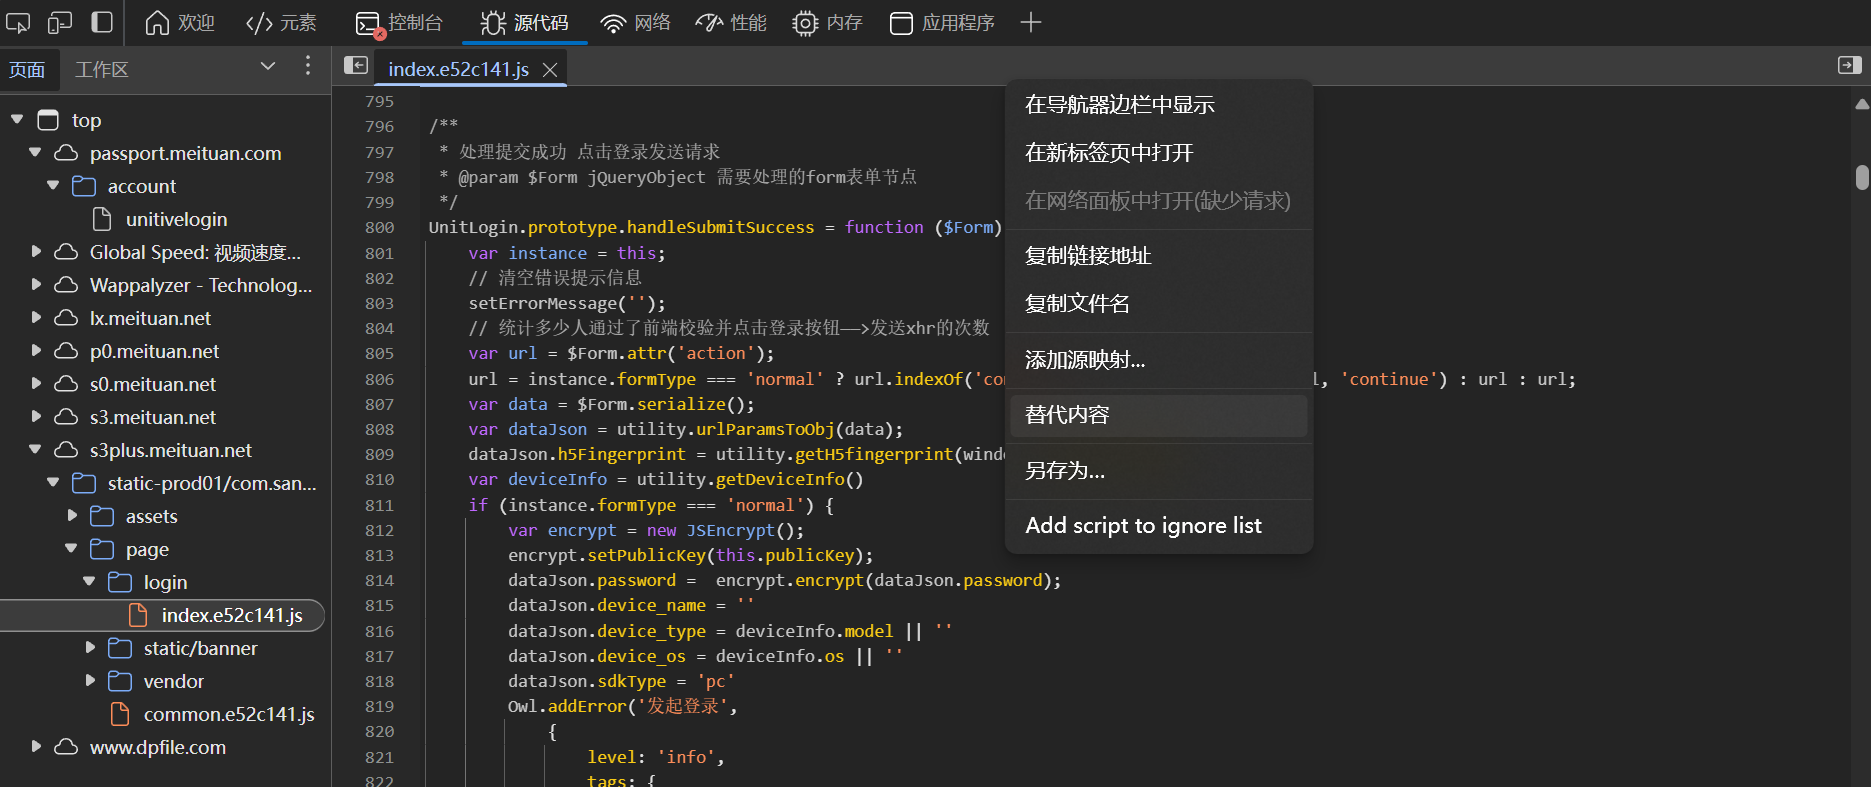 欢迎
元素
控制台
源代码
网络
性能
内存
应用程序
页面
工作区
index.e52c141.js
top
passport.meituan.com
account
unitivelogin
Global Speed: 视频速度...
Wappalyzer - Technolog...
lx.meituan.net
p0.meituan.net
s0.meituan.net
s3.meituan.net
s3plus.meituan.net
static-prod01/com.san...
assets
page
login
index.e52c141.js
static/banner
vendor
common.e52c141.js
www.dpfile.com
795
796 /**
797 * 处理提交成功 点击登录发送请求
798 * @param $Form jQueryObject 需要处理的form表单节点
799 */
800 UnitLogin.prototype.handleSubmitSuccess = function ($Form)
801 var instance = this;
802 // 清空错误提示信息
803 setErrorMessage('');
804 // 统计多少人通过了前端校验并点击登录按钮——>发送xhr的次数
805 var url = $Form.attr('action');
806 url = instance.formType === 'normal' ? url.indexOf('co , 'continue') : url : url;
807 var data = $Form.serialize();
808 var dataJson = utility.urlParamsToObj(data);
809 dataJson.h5Fingerprint = utility.getH5fingerprint(wind
810 var deviceInfo = utility.getDeviceInfo()
811 if (instance.formType === 'normal') {
812 var encrypt = new JSEncrypt();
813 encrypt.setPublicKey(this.publicKey);
814 dataJson.password = encrypt.encrypt(dataJson.password);
815 dataJson.device_name = ''
816 dataJson.device_type = deviceInfo.model || ''
817 dataJson.device_os = deviceInfo.os || ''
818 dataJson.sdkType = 'pc'
819 Owl.addError('发起登录',
820 {
821 level: 'info',
822 tags: {
在导航器边栏中显示
在新标签页中打开
在网络面板中打开(缺少请求)
复制链接地址
复制文件名
添加源映射...
替代内容
另存为...
Add script to ignore list